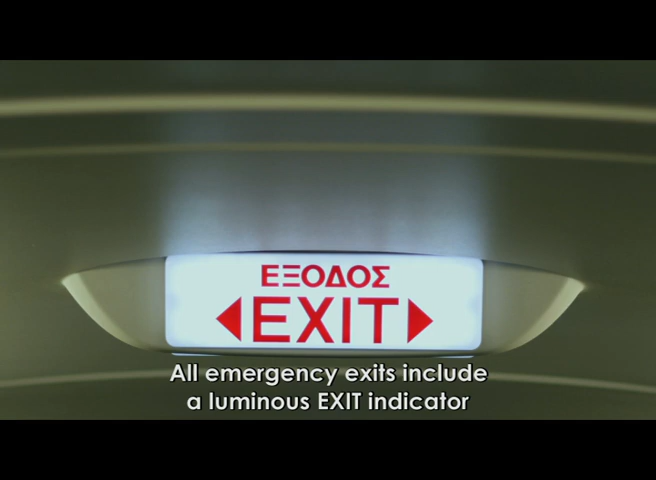 ΕΞΟΔΟΣ
EXIT
All emergency exits include
a luminous EXIT indicator